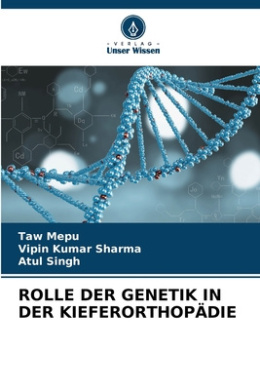 VERLAG
Unser Wissen
Taw Mepu
Vipin Kumar Sharma
Atul Singh
ROLLE DER GENETIK IN
DER KIEFERORTHOPÄDIE